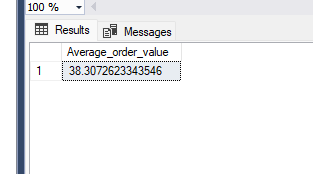 100 %
Results Messages
Average_order_value
1 38.3072623343546